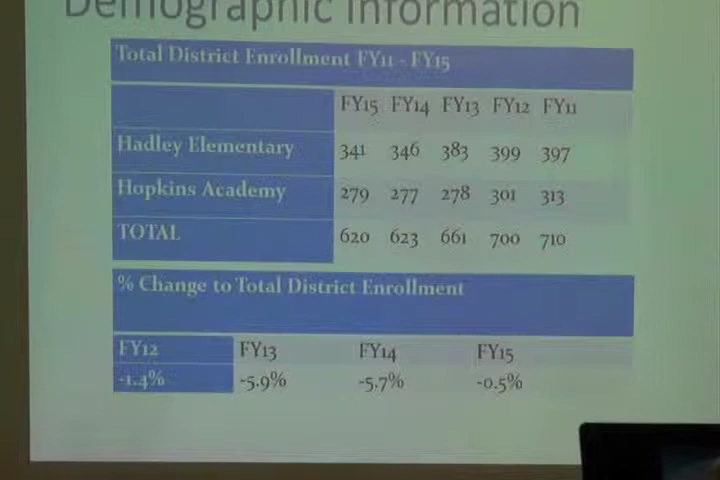 Demographic Information
Total District Enrollment FY11 - FY15
FY15 FY14 FY13 FY12 FY11
Hadley Elementary 341 346 383 399 397
Hopkins Academy 279 277 278 301 313
TOTAL 620 623 661 700 710
% Change to Total District Enrollment
FY12 FY13 FY14 FY15
-1.4% -5.9% -5.7% -0.5%